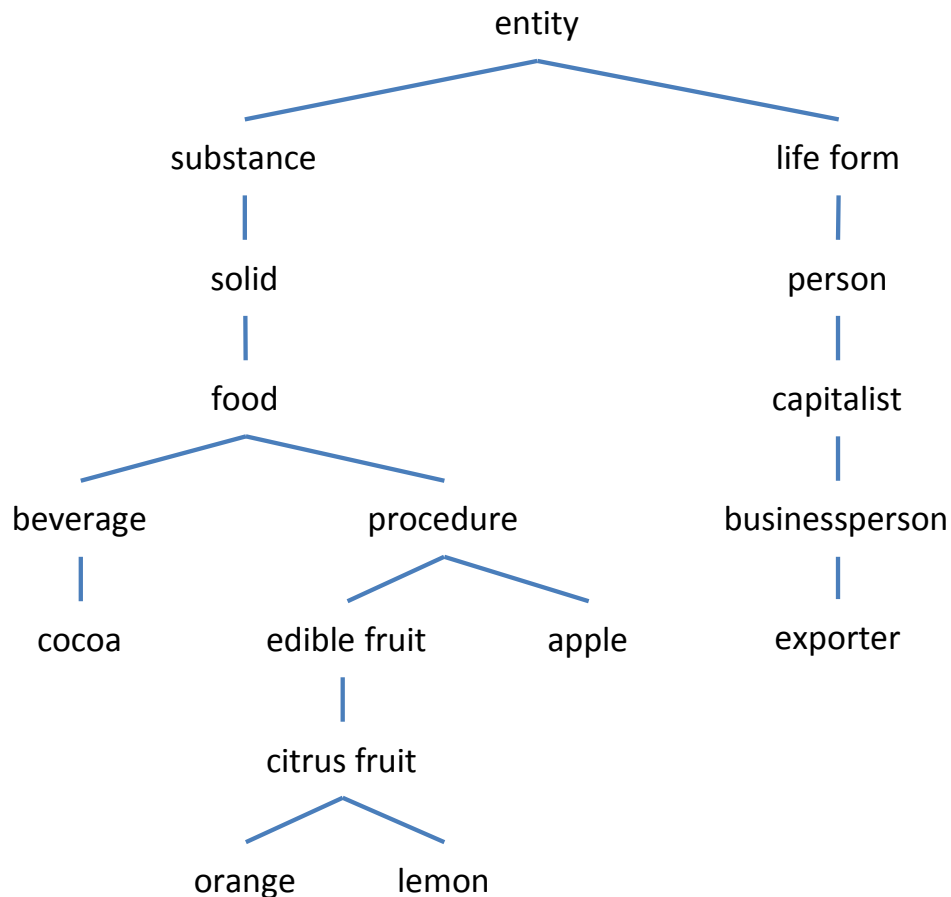 entity
substance
life form
solid
person
food
capitalist
beverage
procedure
businessperson
cocoa
edible fruit
apple
exporter
citrus fruit
orange
lemon